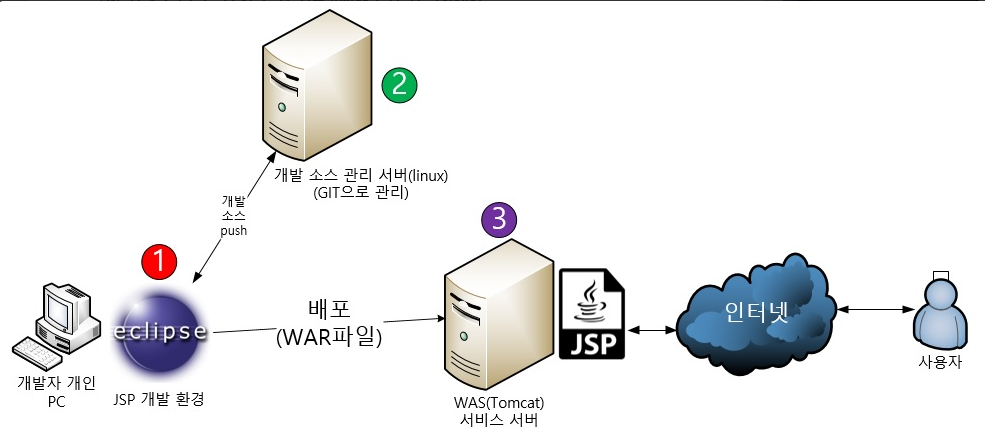 2
개발 소스 관리 서버(linux)
(GIT으로 관리)
개발
소스
push
1
3
eclipse
배포
(WAR파일)
JSP
인터넷
개발자 개인
PC
JSP 개발 환경
WAS(Tomcat)
서비스 서버
사용자